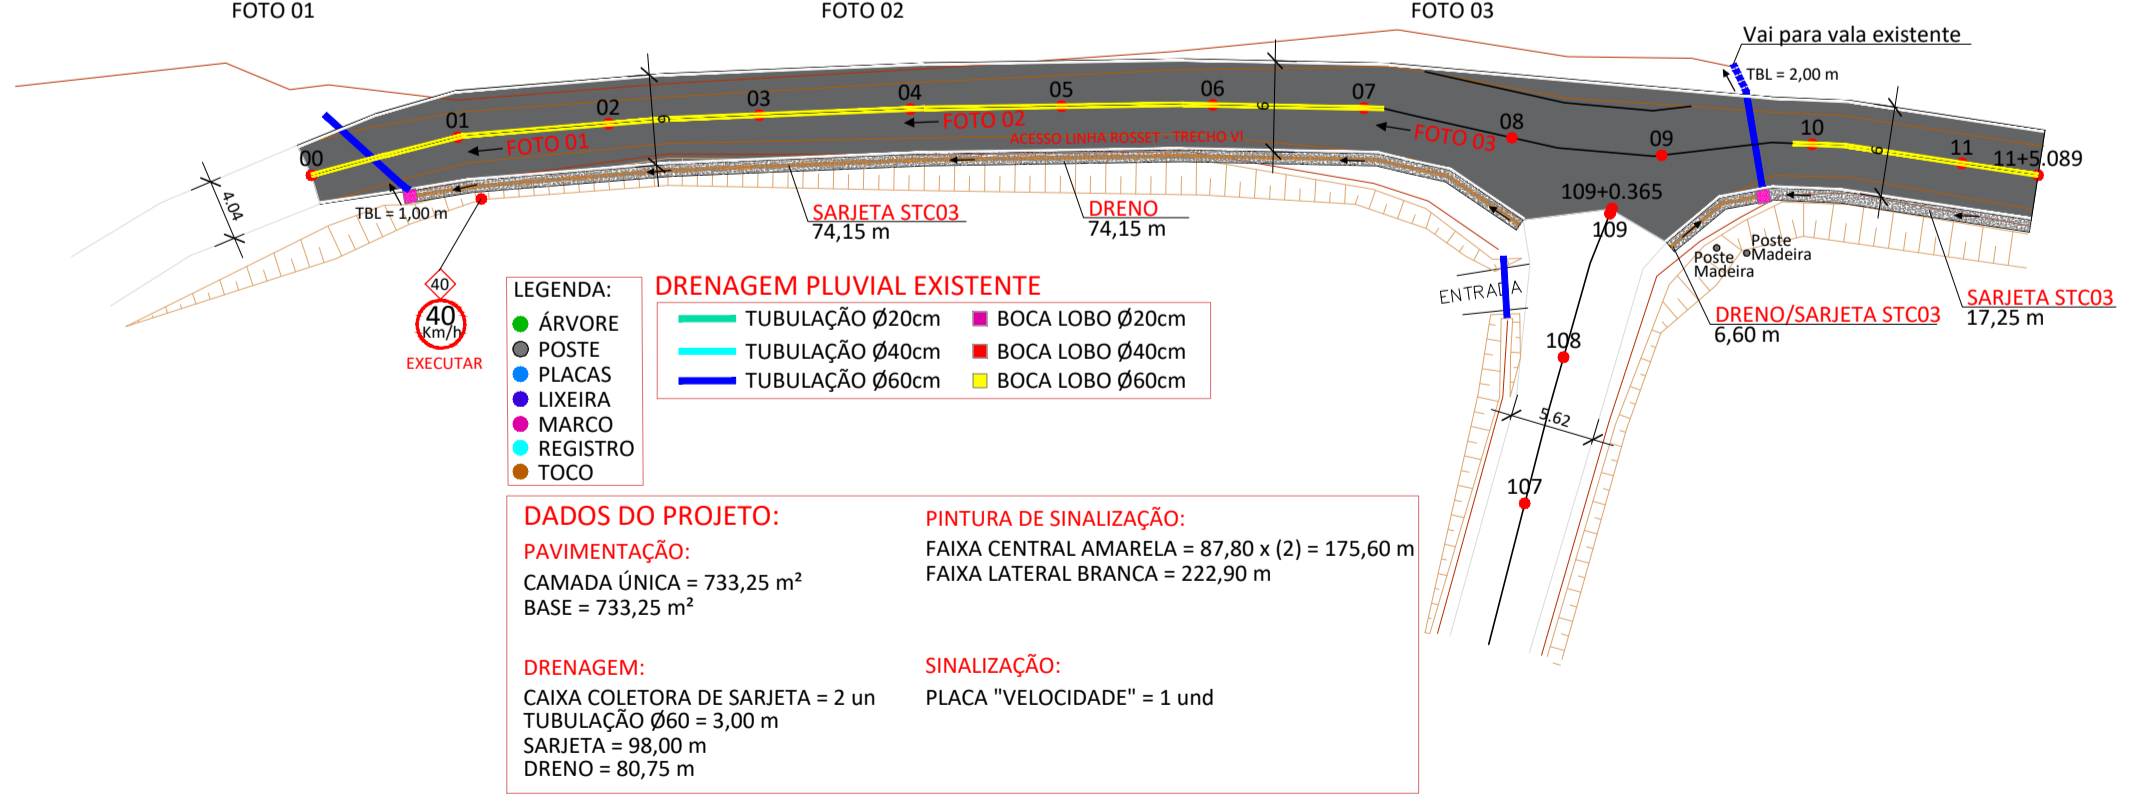 FOTO 01
FOTO 02
FOTO 03
Vai para vala existente
TBL = 2,00 m
00
01
02
03
04
05
06
07
08
09
10
11
11+5.089
6
6
6
FOTO 01
FOTO 02
FOTO 03
ACESSO LINHA ROSSET - TRECHO VI
4.04
TBL = 1,00 m
SARJETA STC03
74,15 m
DRENO
74,15 m
109+0.365
109
Poste
Madeira
Poste
Madeira
SARJETA STC03
17,25 m
DRENO/SARJETA STC03
6,60 m
ENTRADA
108
5.62
107
40
40
Km/h
EXECUTAR
LEGENDA:
ÁRVORE
POSTE
PLACAS
LIXEIRA
MARCO
REGISTRO
TOCO
DRENAGEM PLUVIAL EXISTENTE
TUBULAÇÃO Ø20cm
BOCA LOBO Ø20cm
TUBULAÇÃO Ø40cm
BOCA LOBO Ø40cm
TUBULAÇÃO Ø60cm
BOCA LOBO Ø60cm
DADOS DO PROJETO:
PAVIMENTAÇÃO:
CAMADA ÚNICA = 733,25 m²
BASE = 733,25 m²
PINTURA DE SINALIZAÇÃO:
FAIXA CENTRAL AMARELA = 87,80 x (2) = 175,60 m
FAIXA LATERAL BRANCA = 222,90 m
DRENAGEM:
CAIXA COLETORA DE SARJETA = 2 un
TUBULAÇÃO Ø60 = 3,00 m
SARJETA = 98,00 m
DRENO = 80,75 m
SINALIZAÇÃO:
PLACA "VELOCIDADE" = 1 und